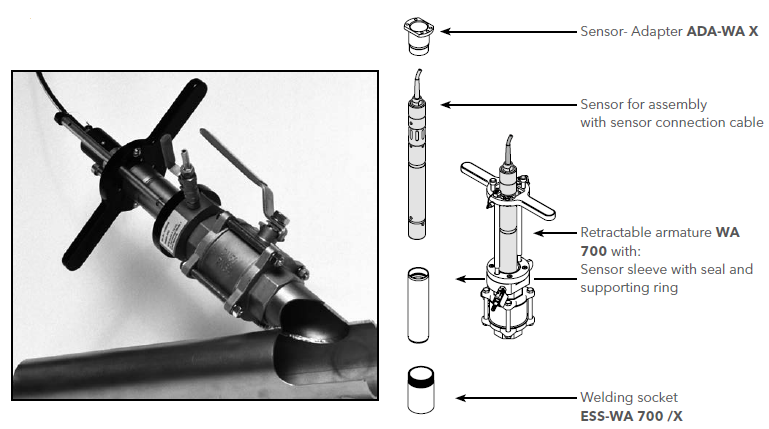 Sensor- Adapter ADA-WA X
Sensor for assembly
with sensor connection cable
Retractable armature WA
700 with:
Sensor sleeve with seal and
supporting ring
Welding socket
ESS-WA 700 /X